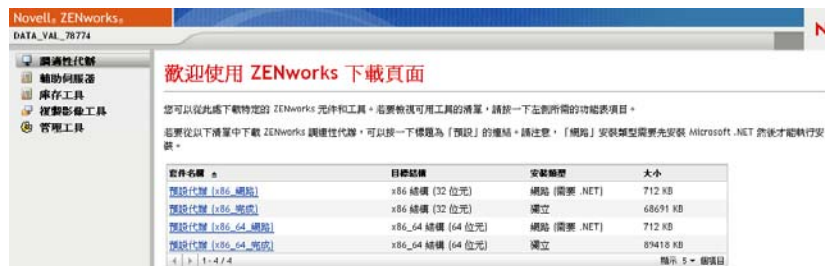 Novell® ZENworks®
DATA_VAL_78774
N
調適性代辦
輔助伺服器
庫存工具
複製影像工具
管理工具
歡迎使用 ZENworks 下載頁面
您可以從此處下載特定的 ZENworks 元件和工具。若要檢視可用工具的清單，請按一下左側所需的功能表項目。
若要從以下清單中下載 ZENworks 調適性代辦，可以按一下標題為「預設」的連結。請注意，「網路」安裝類型需要先安裝 Microsoft .NET 然後才能執行安
裝。
套件名稱 目標結構 安裝類型 大小
預設代辦 (x86_網路) x86 結構 (32 位元) 網路 (需要 .NET) 712 KB
預設代辦 (x86_完成) x86 結構 (32 位元) 獨立 68691 KB
預設代辦 (x86_64_網路) x86_64 結構 (64 位元) 網路 (需要 .NET) 712 KB
預設代辦 (x86_64_完成) x86_64 結構 (64 位元) 獨立 89418 KB
1 - 4 / 4 顯示 5 個項目